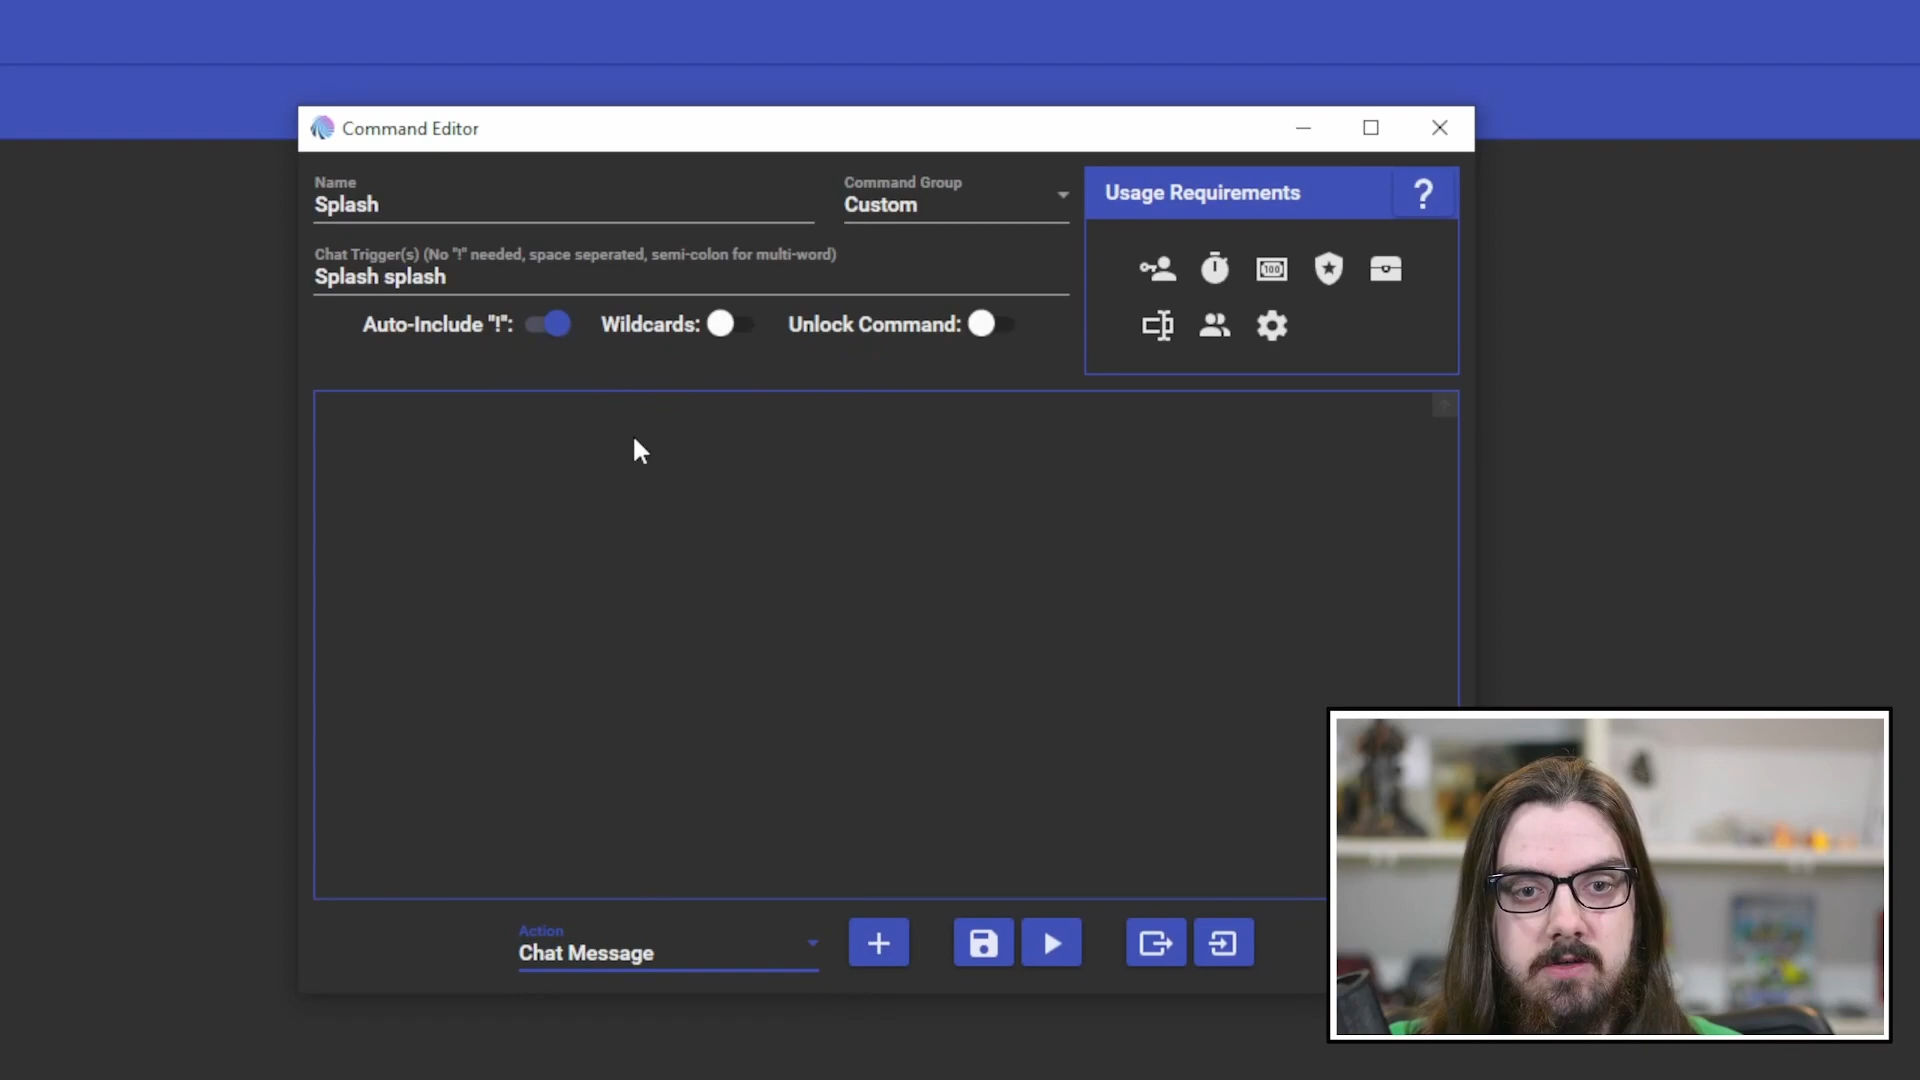 Command Editor
Name
Splash
Command Group
Custom
Usage Requirements
?
Chat Trigger(s) (No "!" needed, space seperated, semi-colon for multi-word)
Splash splash
Auto-Include "!":
Wildcards:
Unlock Command:
100
Action
Chat Message